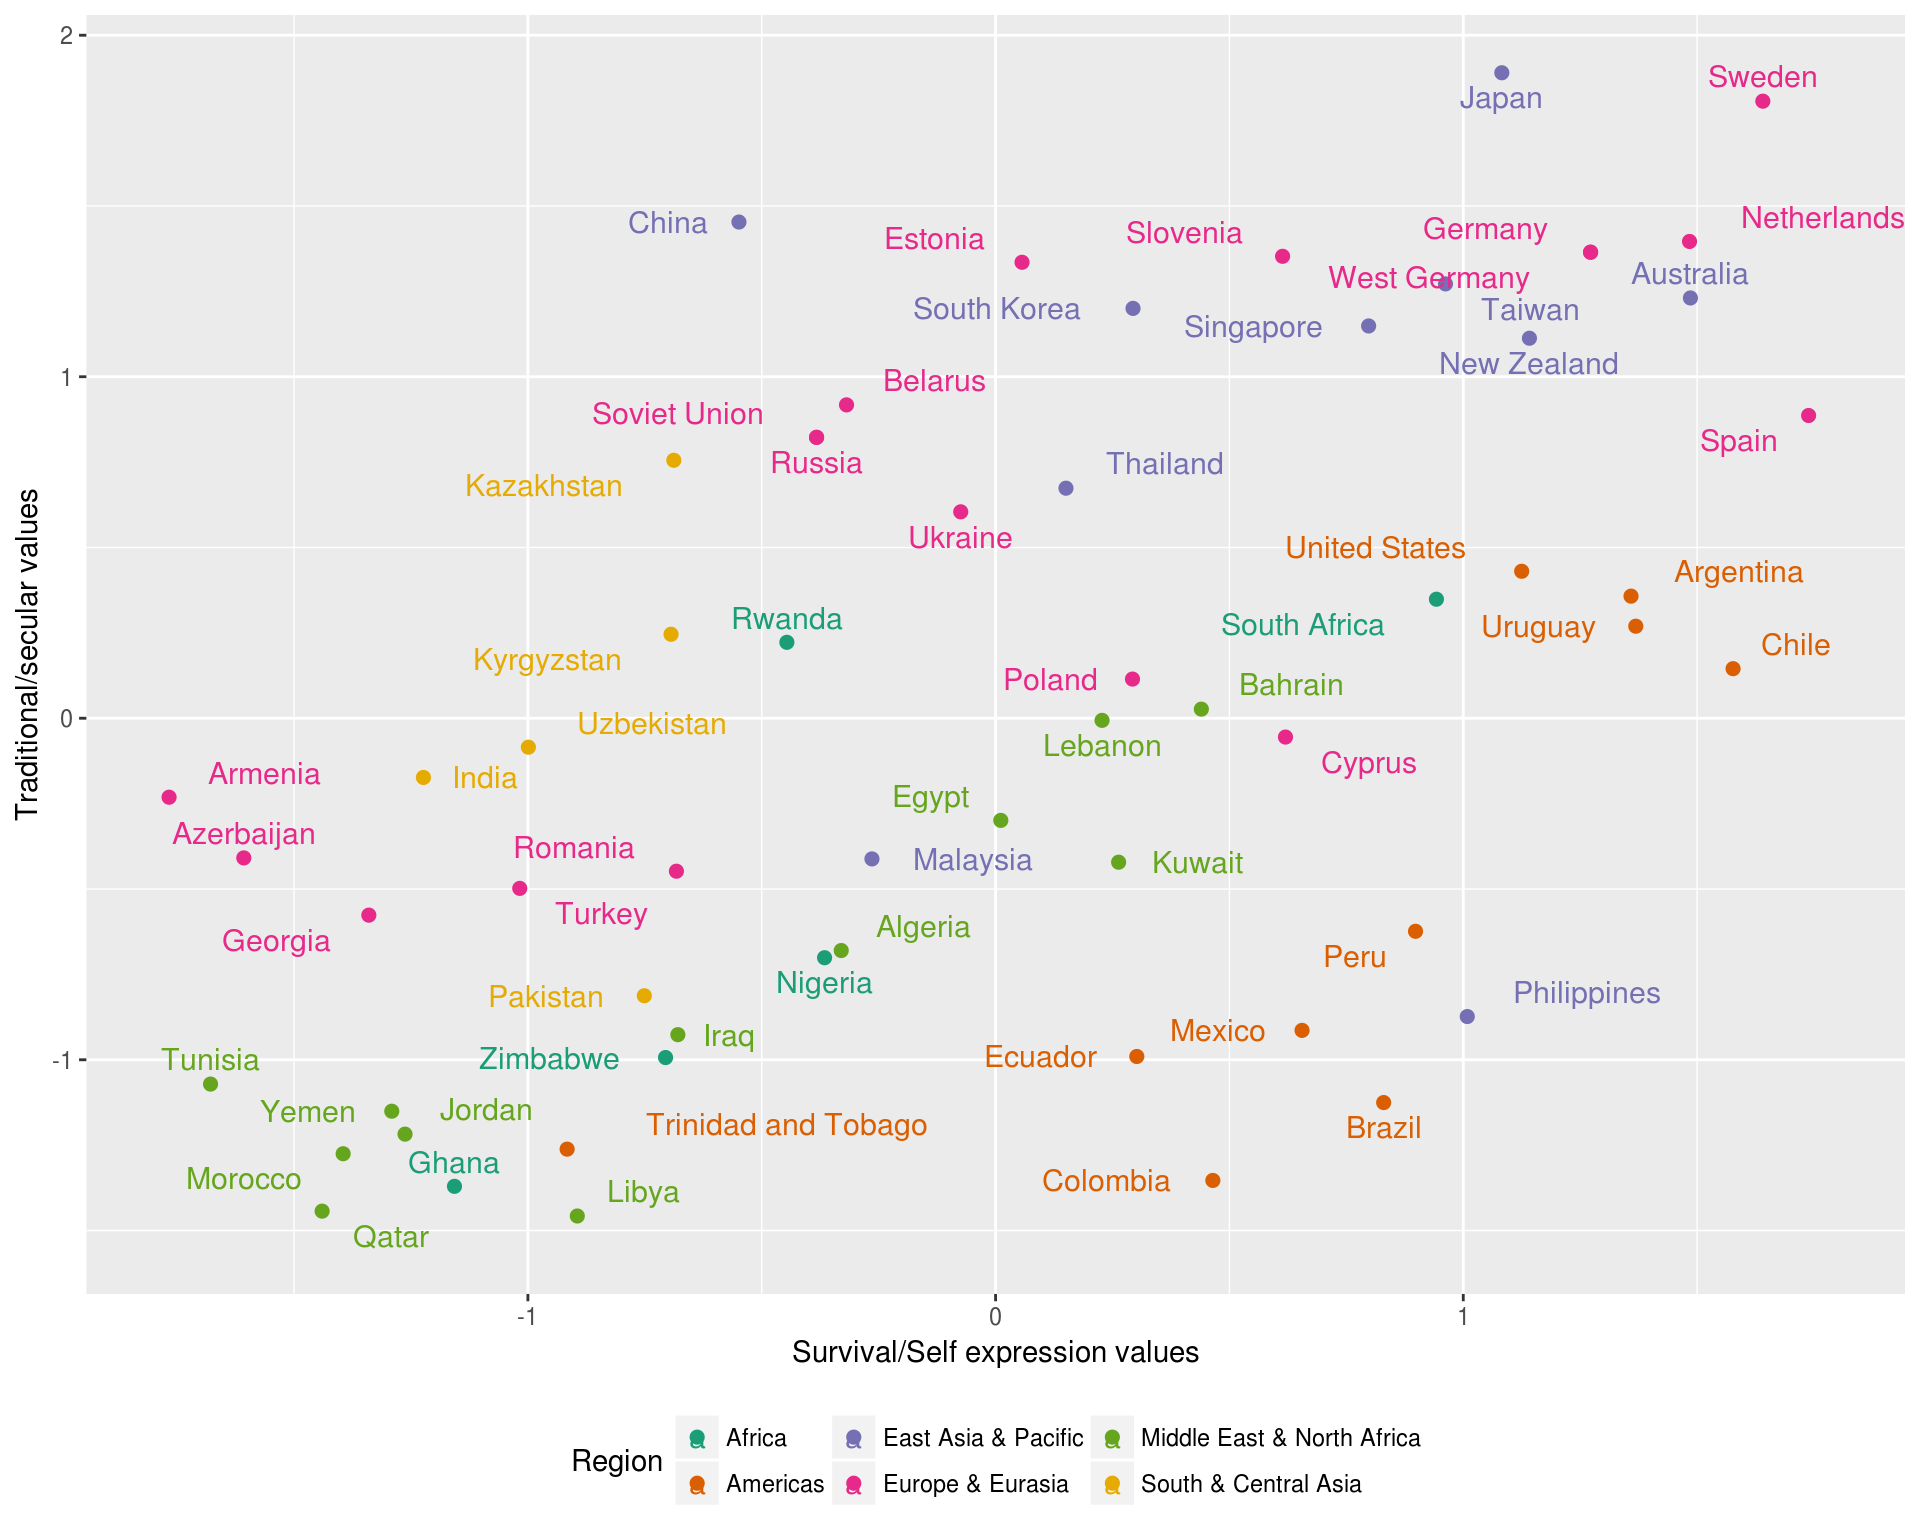 2
Sweden
Japan
China
Netherlands
Estonia
Slovenia
Germany
West Germany
Australia
South Korea
Singapore
Taiwan
New Zealand
1
Belarus
Soviet Union
Russia
Spain
Thailand
Kazakhstan
Ukraine
United States
Argentina
Rwanda
South Africa
Uruguay
Chile
Kyrgyzstan
Poland
Bahrain
0
Uzbekistan
Lebanon
Cyprus
Armenia
India
Egypt
Azerbaijan
Romania
Malaysia
Kuwait
Turkey
Algeria
Georgia
Peru
Nigeria
Pakistan
Philippines
Iraq
Mexico
-1
Tunisia
Zimbabwe
Ecuador
Yemen
Jordan
Trinidad and Tobago
Brazil
Ghana
Morocco
Libya
Colombia
Qatar
Traditional/secular values
-1 0 1
Survival/Self expression values
Region
a Africa a East Asia & Pacific a Middle East & North Africa
a Americas a Europe & Eurasia a South & Central Asia